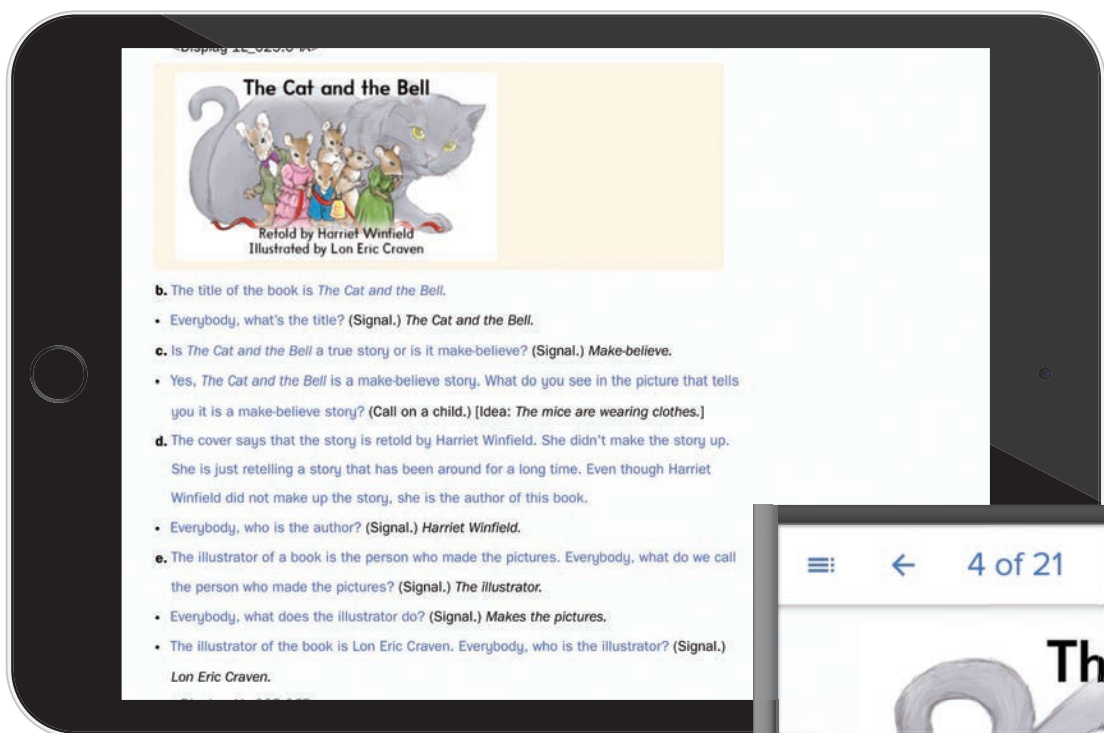 The Cat and the Bell
Retold by Harriet Winfield
Illustrated by Lon Eric Craven
b. The title of the book is The Cat and the Bell.
• Everybody, what's the title? (Signal.) The Cat and the Bell.
c. Is The Cat and the Bell a true story or is it make-believe? (Signal.) Make-believe.
• Yes, The Cat and the Bell is a make-believe story. What do you see in the picture that tells
you it is a make-believe story? (Call on a child.) [Idea: The mice are wearing clothes.]
d. The cover says that the story is retold by Harriet Winfield. She didn't make the story up.
She is just retelling a story that has been around for a long time. Even though Harriet
Winfield did not make up the story, she is the author of this book.
• Everybody, who is the author? (Signal.) Harriet Winfield.
e. The illustrator of a book is the person who made the pictures. Everybody, what do we call
the person who made the pictures? (Signal.) The illustrator.
• Everybody, what does the illustrator do? (Signal.) Makes the pictures.
• The illustrator of the book is Lon Eric Craven. Everybody, who is the illustrator? (Signal.)
Lon Eric Craven.
4 of 21
Th